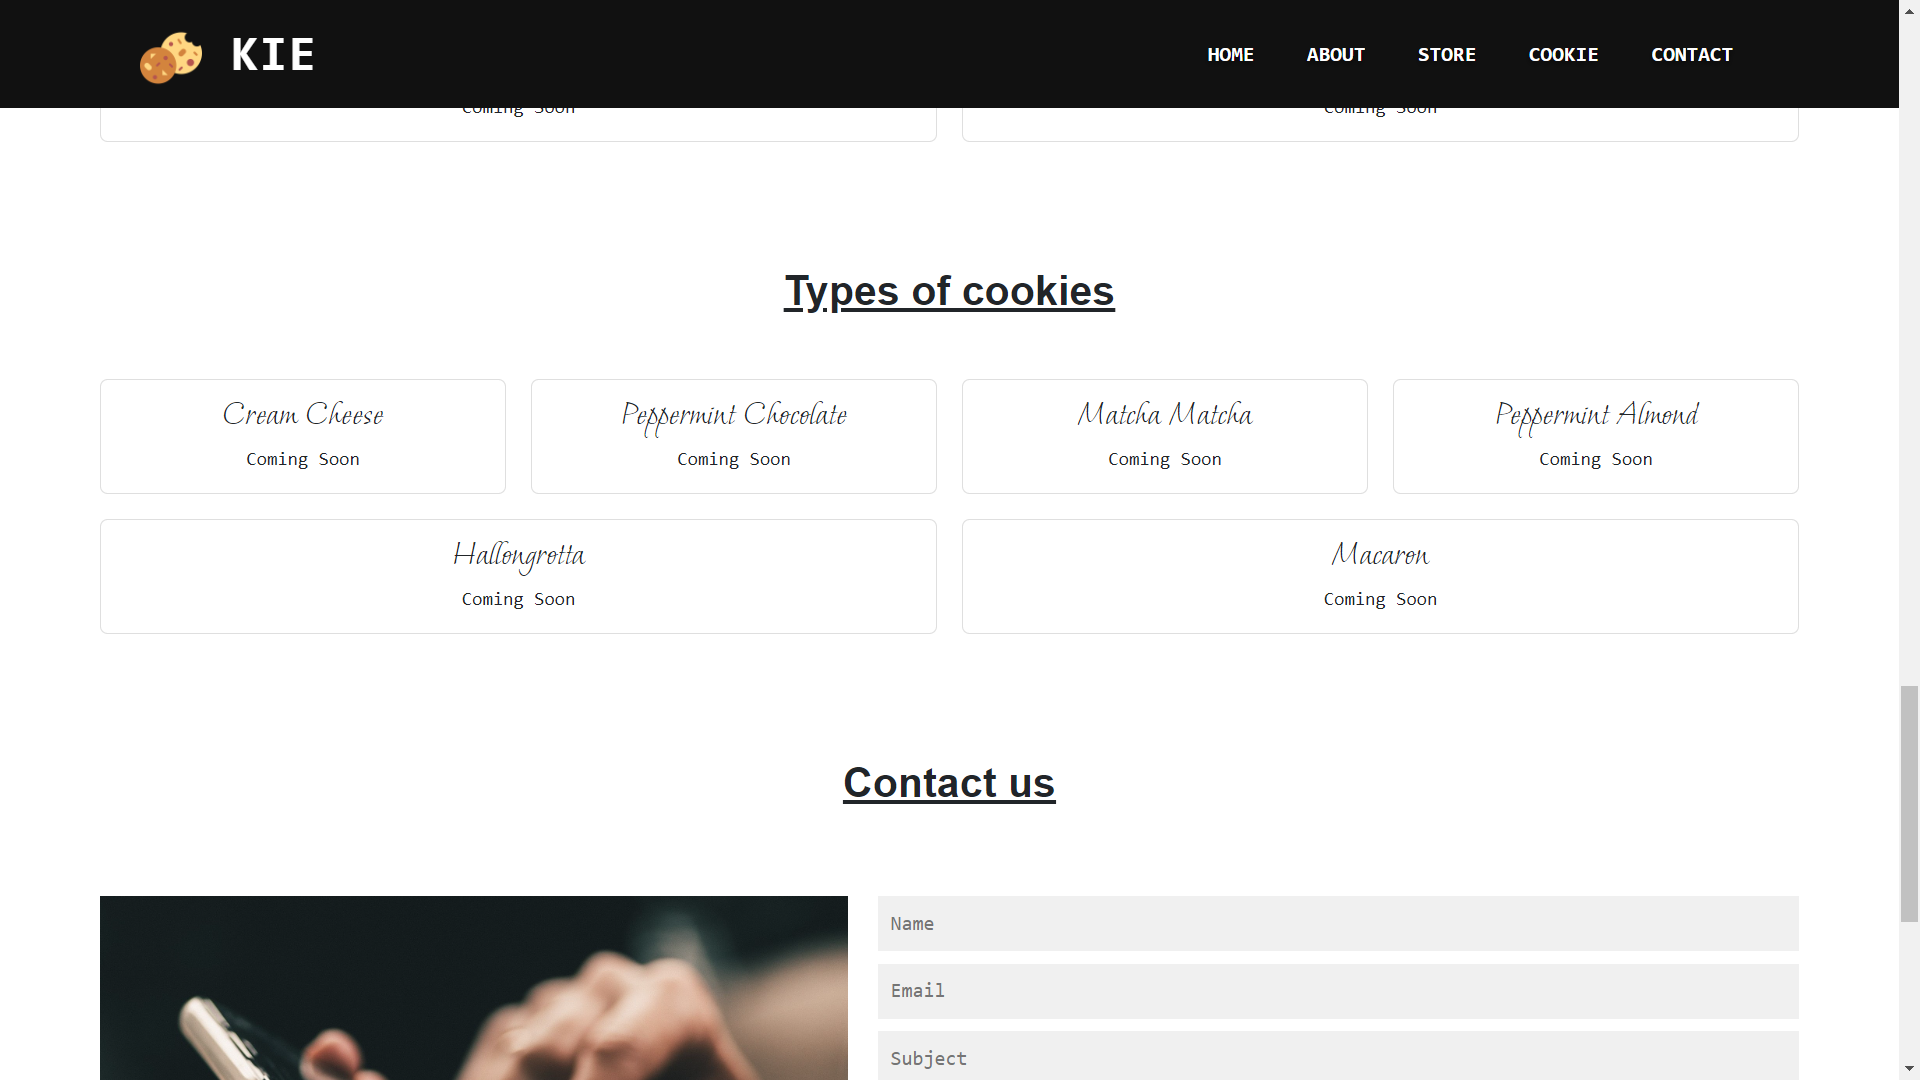 KIE
HOME ABOUT STORE COOKIE CONTACT
Coming Soon
Coming Soon
Types of cookies
Cream Cheese
Coming Soon
Peppermint Chocolate
Coming Soon
Matcha Matcha
Coming Soon
Peppermint Almond
Coming Soon
Hallongrotta
Coming Soon
Macaron
Coming Soon
Contact us
Name
Email
Subject